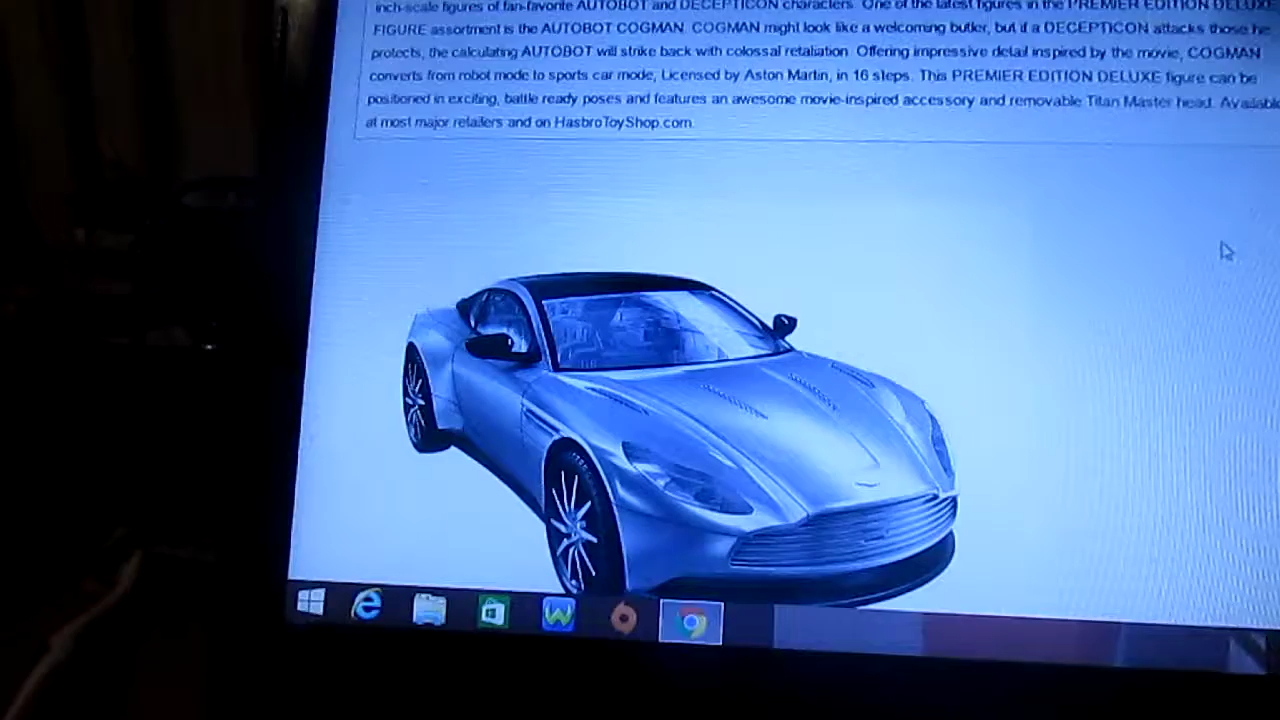 inch-scale figures of fan-favorite AUTOBOT and DECEPTICON characters. One of the latest figures in the PREMIER EDITION DELUXE
FIGURE assortment is the AUTOBOT COGMAN. COGMAN might look like a welcoming butler, but if a DECEPTICON attacks those he
protects, the calculating AUTOBOT will strike back with colossal retaliation. Offering impressive detail inspired by the movie, COGMAN
converts from robot mode to sports car mode, Licensed by Aston Martin, in 16 steps. This PREMIER EDITION DELUXE figure can be
positioned in exciting, battle ready poses and features an awesome movie-inspired accessory and removable Titan Master head. Available
at most major retailers and on HasbroToyShop.com.